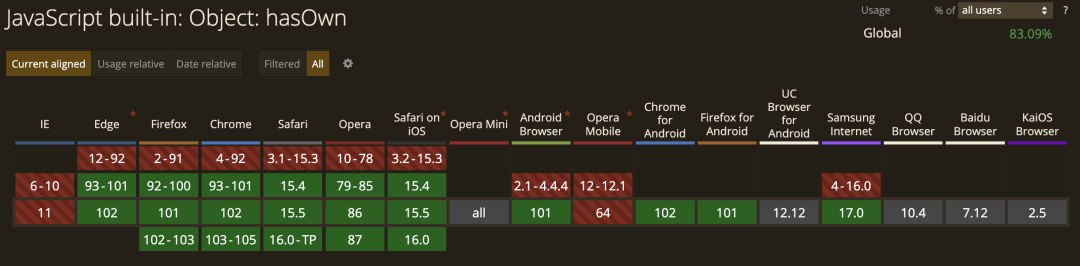 JavaScript built-in: Object: hasOwn
Usage % of all users ?
Global 83.09%
Current aligned Usage relative Date relative Filtered All
IE Edge * Firefox Chrome Safari Opera Safari on iOS * Opera Mini * Android Browser * Opera Mobile * Chrome for Android Firefox for Android UC Browser for Android Samsung Internet QQ Browser Baidu Browser KaiOS Browser
12-92 2-91 4-92 3.1-15.3 10-78 3.2-15.3
6-10 93-101 92-100 93-101 15.4 79-85 15.4 2.1-4.4.4 12-12.1 4-16.0
11 102 101 102 15.5 86 15.5 all 101 64 102 101 12.12 17.0 10.4 7.12 2.5
102-103 103-105 16.0-TP 87 16.0